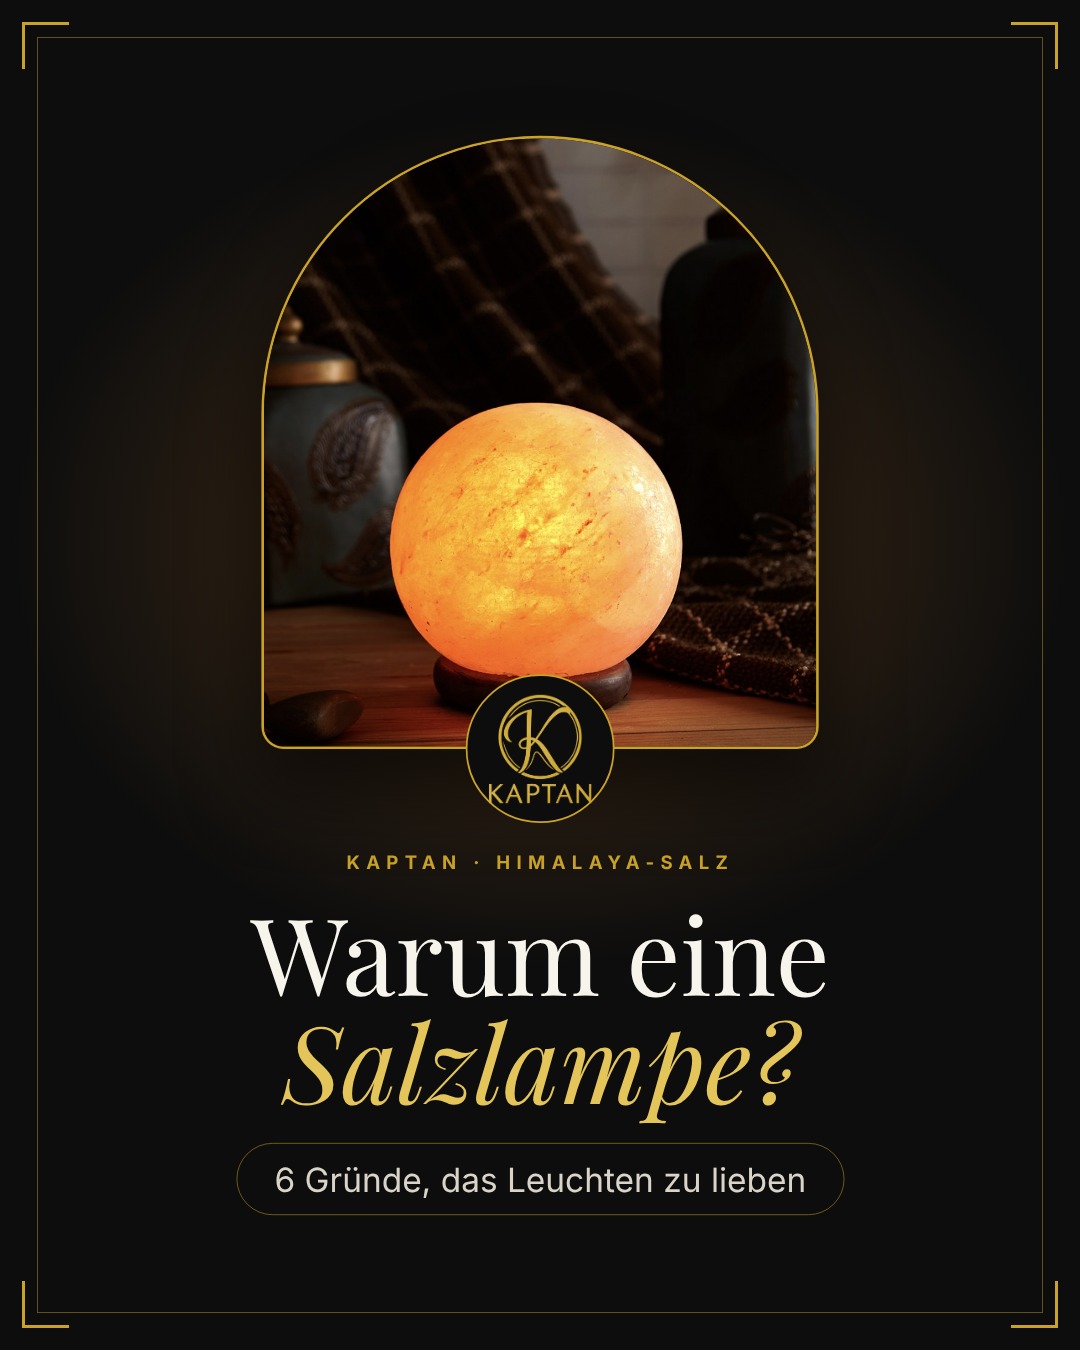 K
KAPTAN
KAPTAN · HIMALAYA-SALZ
Warum eine
Salzlampe?
6 Gründe, das Leuchten zu lieben